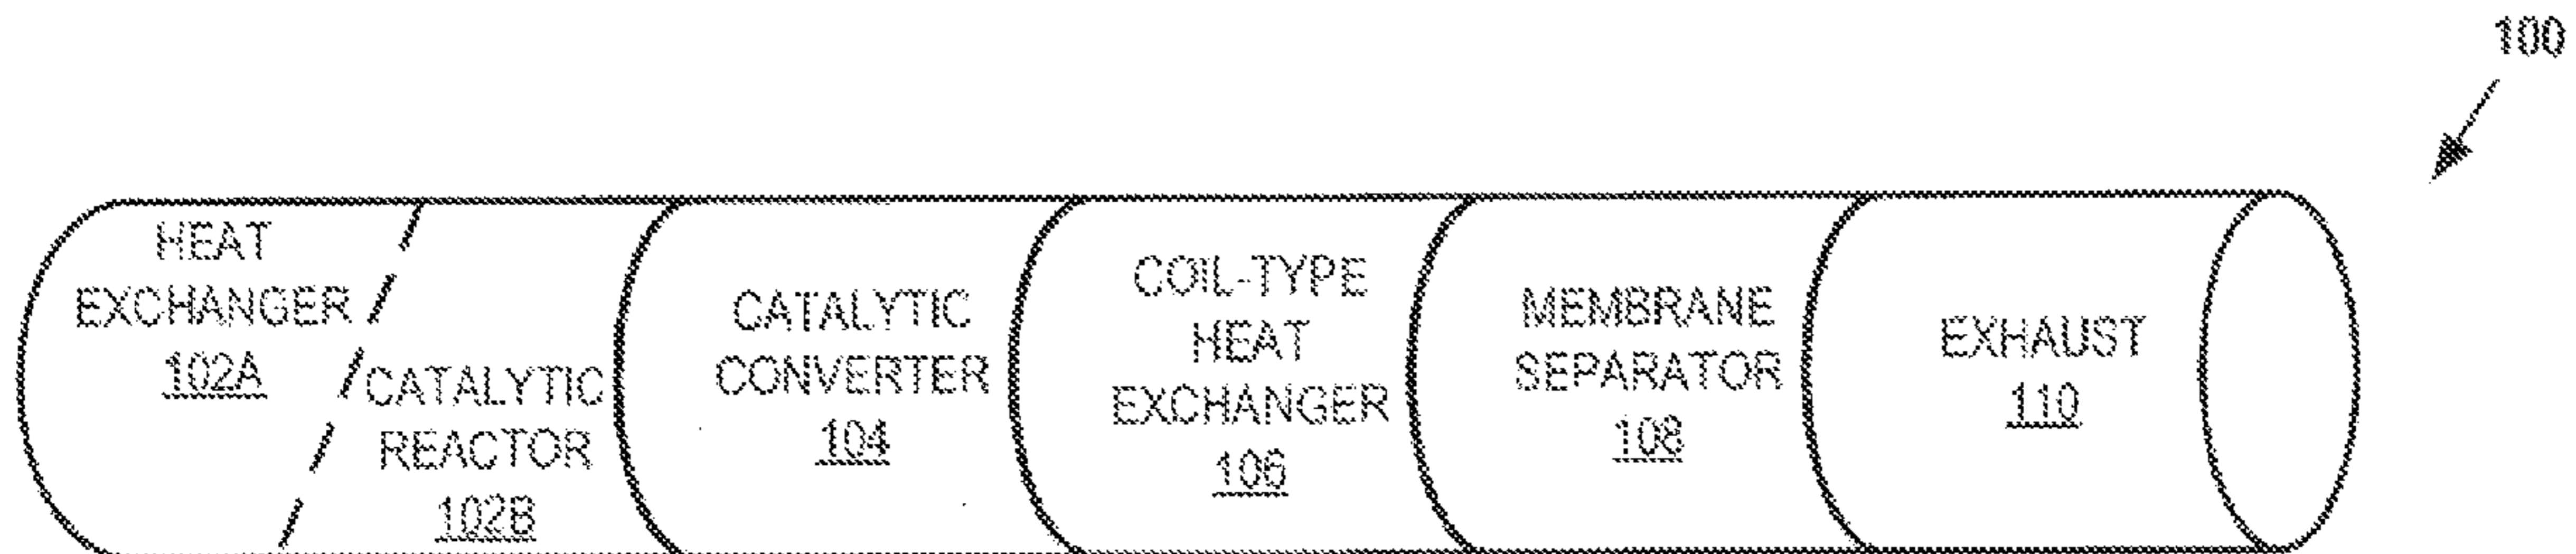 100
HEAT
EXCHANGER
102A
CATALYTIC
REACTOR
102B
CATALYTIC
CONVERTER
104
COIL-TYPE
HEAT
EXCHANGER
106
MEMBRANE
SEPARATOR
108
EXHAUST
110